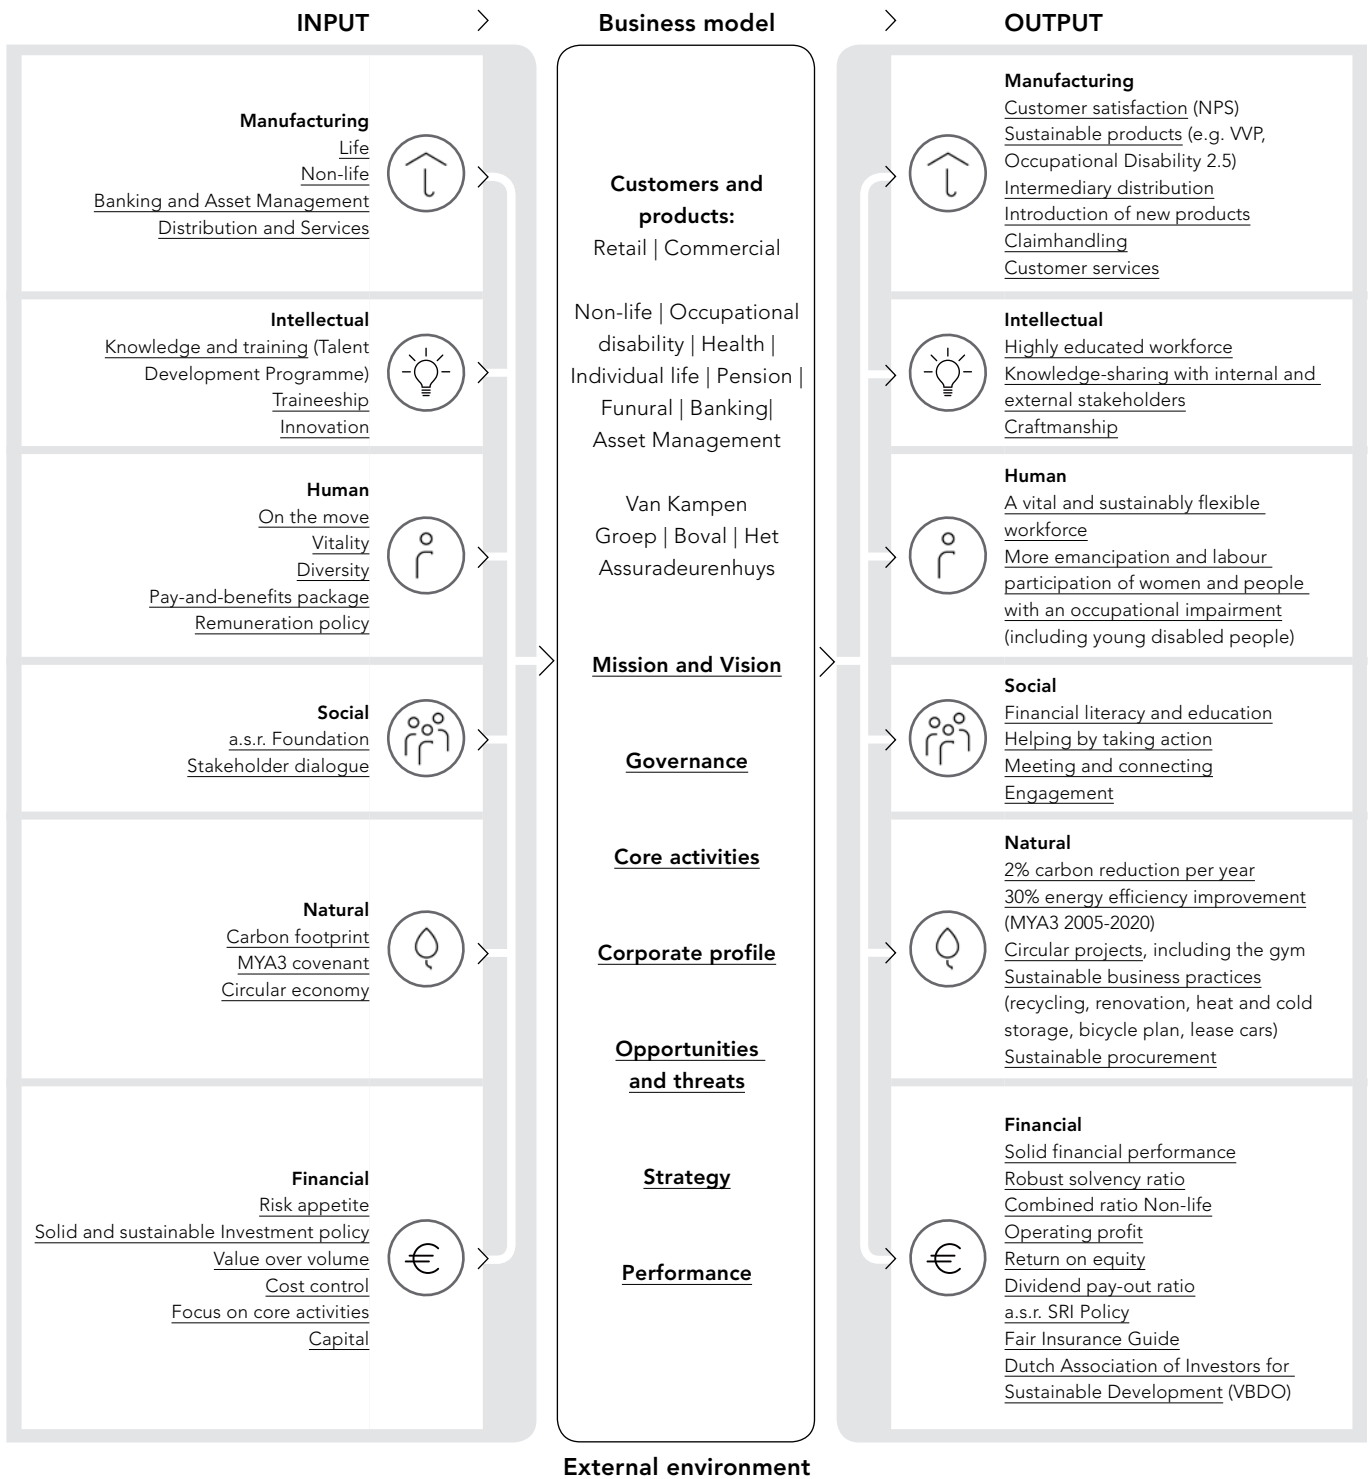 INPUT
Business model
OUTPUT
Manufacturing
Life
Non-life
Banking and Asset Management
Distribution and Services
Intellectual
Knowledge and training (Talent
Development Programme)
Traineeship
Innovation
Human
On the move
Vitality
Diversity
Pay-and-benefits package
Remuneration policy
Social
a.s.r. Foundation
Stakeholder dialogue
Natural
Carbon footprint
MYA3 covenant
Circular economy
Financial
Risk appetite
Solid and sustainable Investment policy
Value over volume
Cost control
Focus on core activities
Capital
Customers and
products:
Retail | Commercial
Non-life | Occupational
disability | Health |
Individual life | Pension |
Funural | Banking|
Asset Management
Van Kampen
Groep | Boval | Het
Assuradeurenhuys
Mission and Vision
Governance
Core activities
Corporate profile
Opportunities
and threats
Strategy
Performance
Manufacturing
Customer satisfaction (NPS)
Sustainable products (e.g. VVP,
Occupational Disability 2.5)
Intermediary distribution
Introduction of new products
Claimhandling
Customer services
Intellectual
Highly educated workforce
Knowledge-sharing with internal and
external stakeholders
Craftmanship
Human
A vital and sustainably flexible
workforce
More emancipation and labour
participation of women and people
with an occupational impairment
(including young disabled people)
Social
Financial literacy and education
Helping by taking action
Meeting and connecting
Engagement
Natural
2% carbon reduction per year
30% energy efficiency improvement
(MYA3 2005-2020)
Circular projects, including the gym
Sustainable business practices
(recycling, renovation, heat and cold
storage, bicycle plan, lease cars)
Sustainable procurement
Financial
Solid financial performance
Robust solvency ratio
Combined ratio Non-life
Operating profit
Return on equity
Dividend pay-out ratio
a.s.r. SRI Policy
Fair Insurance Guide
Dutch Association of Investors for
Sustainable Development (VBDO)
External environment